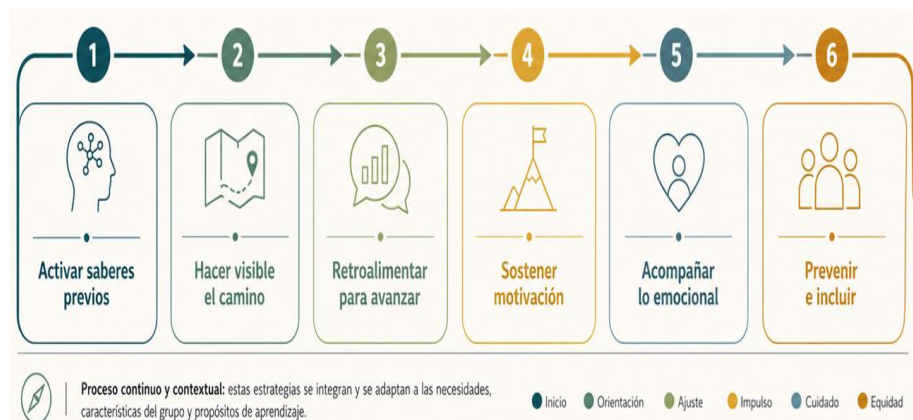 1
2
3
4
5
6
Activar saberes
previos
Hacer visible
el camino
Retroalimentar
para avanzar
Sostener
motivación
Acompañar
lo emocional
Prevenir
e incluir
Proceso continuo y contextual: estas estrategias se integran y se adaptan a las necesidades,
características del grupo y propósitos de aprendizaje.
Inicio
Orientación
Ajuste
Impulso
Cuidado
Equidad